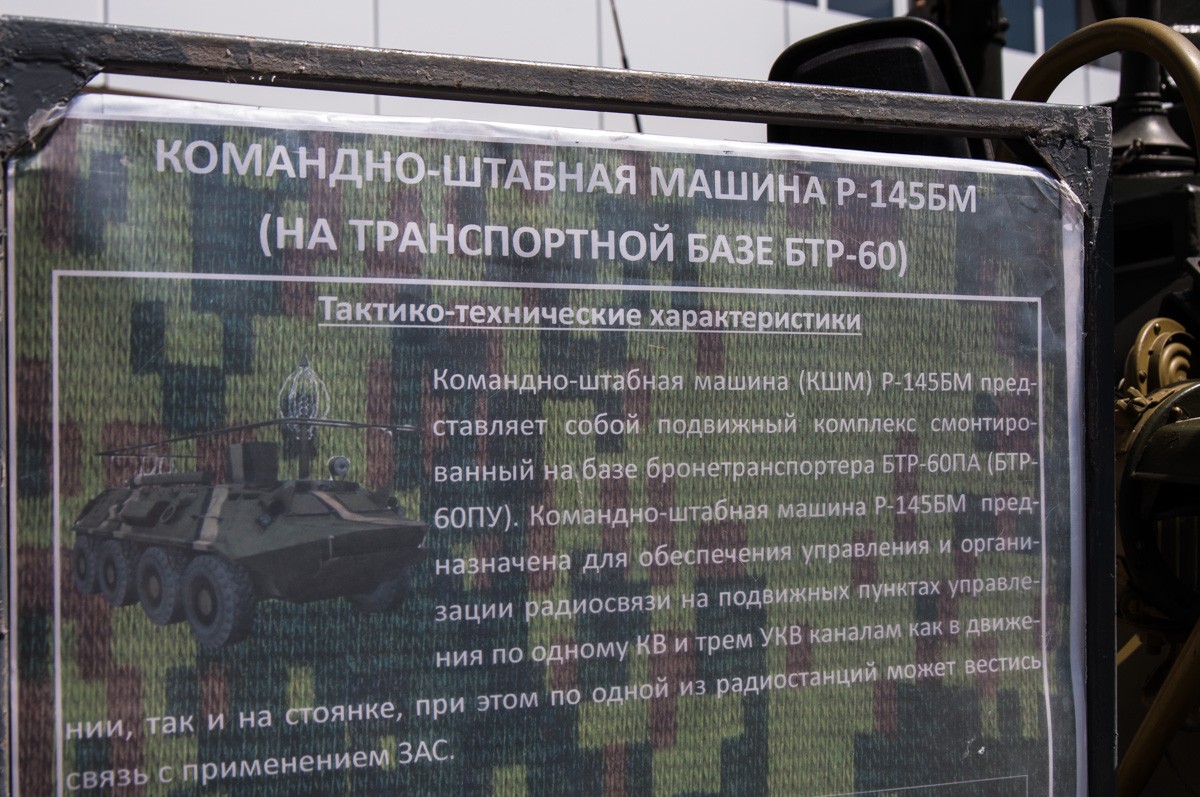 КОМАНДНО-ШТАБНАЯ МАШИНА Р-145БМ
(НА ТРАНСПОРТНОЙ БАЗЕ БТР-60)
Тактико-технические характеристики
Командно-штабная машина (КШМ) Р-145БМ пред-
ставляет собой подвижный комплекс смонтиро-
ванный на базе бронетранспортера БТР-60ПА (БТР-
60ПУ). Командно-штабная машина Р-145БМ пред-
назначена для обеспечения управления и органи-
зации радиосвязи на подвижных пунктах управле-
ния по одному КВ и трем УКВ каналам как в движе-
нии, так и на стоянке, при этом по одной из радиостанций может вестись
связь с применением ЗАС.